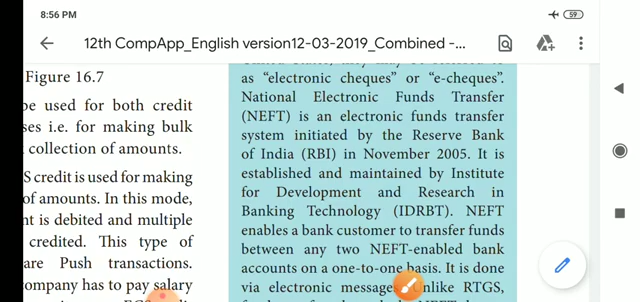 8:56 PM
59
12th CompApp_English version12-03-2019_Combined -...
Figure 16.7
be used for both credit
ses i.e. for making bulk
collection of amounts.
S credit is used for making
of amounts. In this mode,
nt is debited and multiple
credited. This type of
are Push transactions.
company has to pay salary
as “electronic cheques” or “e-cheques”.
National Electronic Funds Transfer
(NEFT) is an electronic funds transfer
system initiated by the Reserve Bank
of India (RBI) in November 2005. It is
established and maintained by Institute
for Development and Research in
Banking Technology (IDRBT). NEFT
enables a bank customer to transfer funds
between any two NEFT-enabled bank
accounts on a one-to-one basis. It is done
via electronic messages. Unlike RTGS,